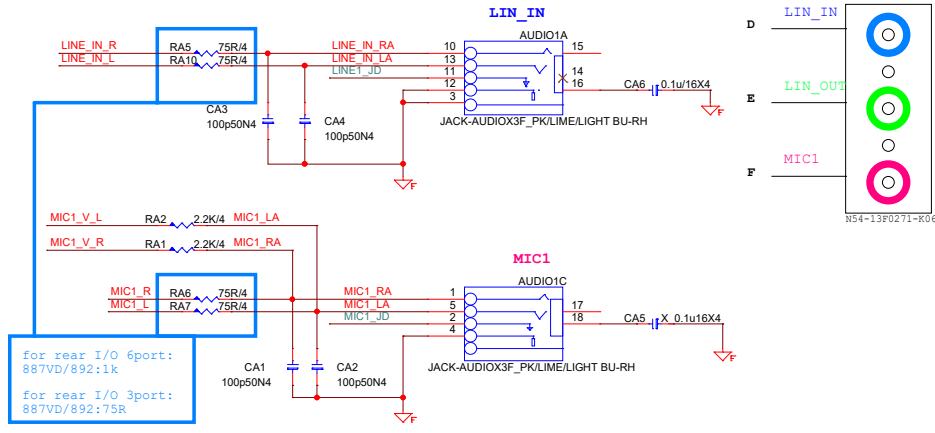 LIN_IN
AUDIO1A
LINE_IN_R RA5 75R/4 LINE_IN_RA 10 15
LINE_IN_L RA10 75R/4 LINE_IN_LA 13
LINE1_JD 11 14
12 16 CA6 0.1u/16X4
3
F
CA3
100p50N4
CA4
100p50N4
JACK-AUDIOX3F_PK/LIME/LIGHT BU-RH
F
D LIN_IN
E LIN_OUT
F MIC1
N54-13F0271-K06
MIC1_V_L RA2 2.2K/4 MIC1_LA
MIC1_V_R RA1 2.2K/4 MIC1_RA
MIC1
AUDIO1C
MIC1_R RA6 75R/4 MIC1_RA 1 17
MIC1_L RA7 75R/4 MIC1_LA 5
MIC1_JD 2 18 CA5 X_0.1u16X4
4
F
CA1
100p50N4
CA2
100p50N4
JACK-AUDIOX3F_PK/LIME/LIGHT BU-RH
F
for rear I/O 6port:
887VD/892:1k
for rear I/O 3port:
887VD/892:75R